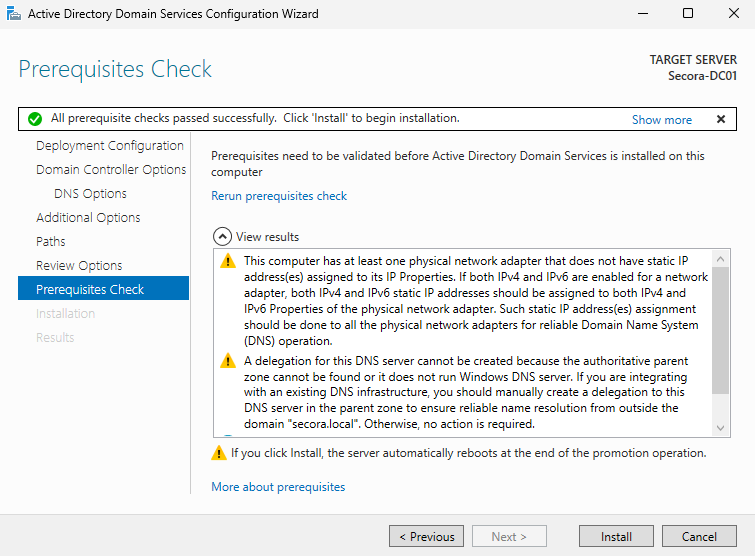 Active Directory Domain Services Configuration Wizard
Prerequisites Check
TARGET SERVER
Secora-DC01
All prerequisite checks passed successfully. Click 'Install' to begin installation.
Show more
Deployment Configuration
Domain Controller Options
DNS Options
Additional Options
Paths
Review Options
Prerequisites Check
Installation
Results
Prerequisites need to be validated before Active Directory Domain Services is installed on this
computer
Rerun prerequisites check
View results
This computer has at least one physical network adapter that does not have static IP
address(es) assigned to its IP Properties. If both IPv4 and IPv6 are enabled for a network
adapter, both IPv4 and IPv6 static IP addresses should be assigned to both IPv4 and
IPv6 Properties of the physical network adapter. Such static IP address(es) assignment
should be done to all the physical network adapters for reliable Domain Name System
(DNS) operation.
A delegation for this DNS server cannot be created because the authoritative parent
zone cannot be found or it does not run Windows DNS server. If you are integrating
with an existing DNS infrastructure, you should manually create a delegation to this
DNS server in the parent zone to ensure reliable name resolution from outside the
domain "secora.local". Otherwise, no action is required.
If you click Install, the server automatically reboots at the end of the promotion operation.
More about prerequisites
< Previous
Next >
Install
Cancel